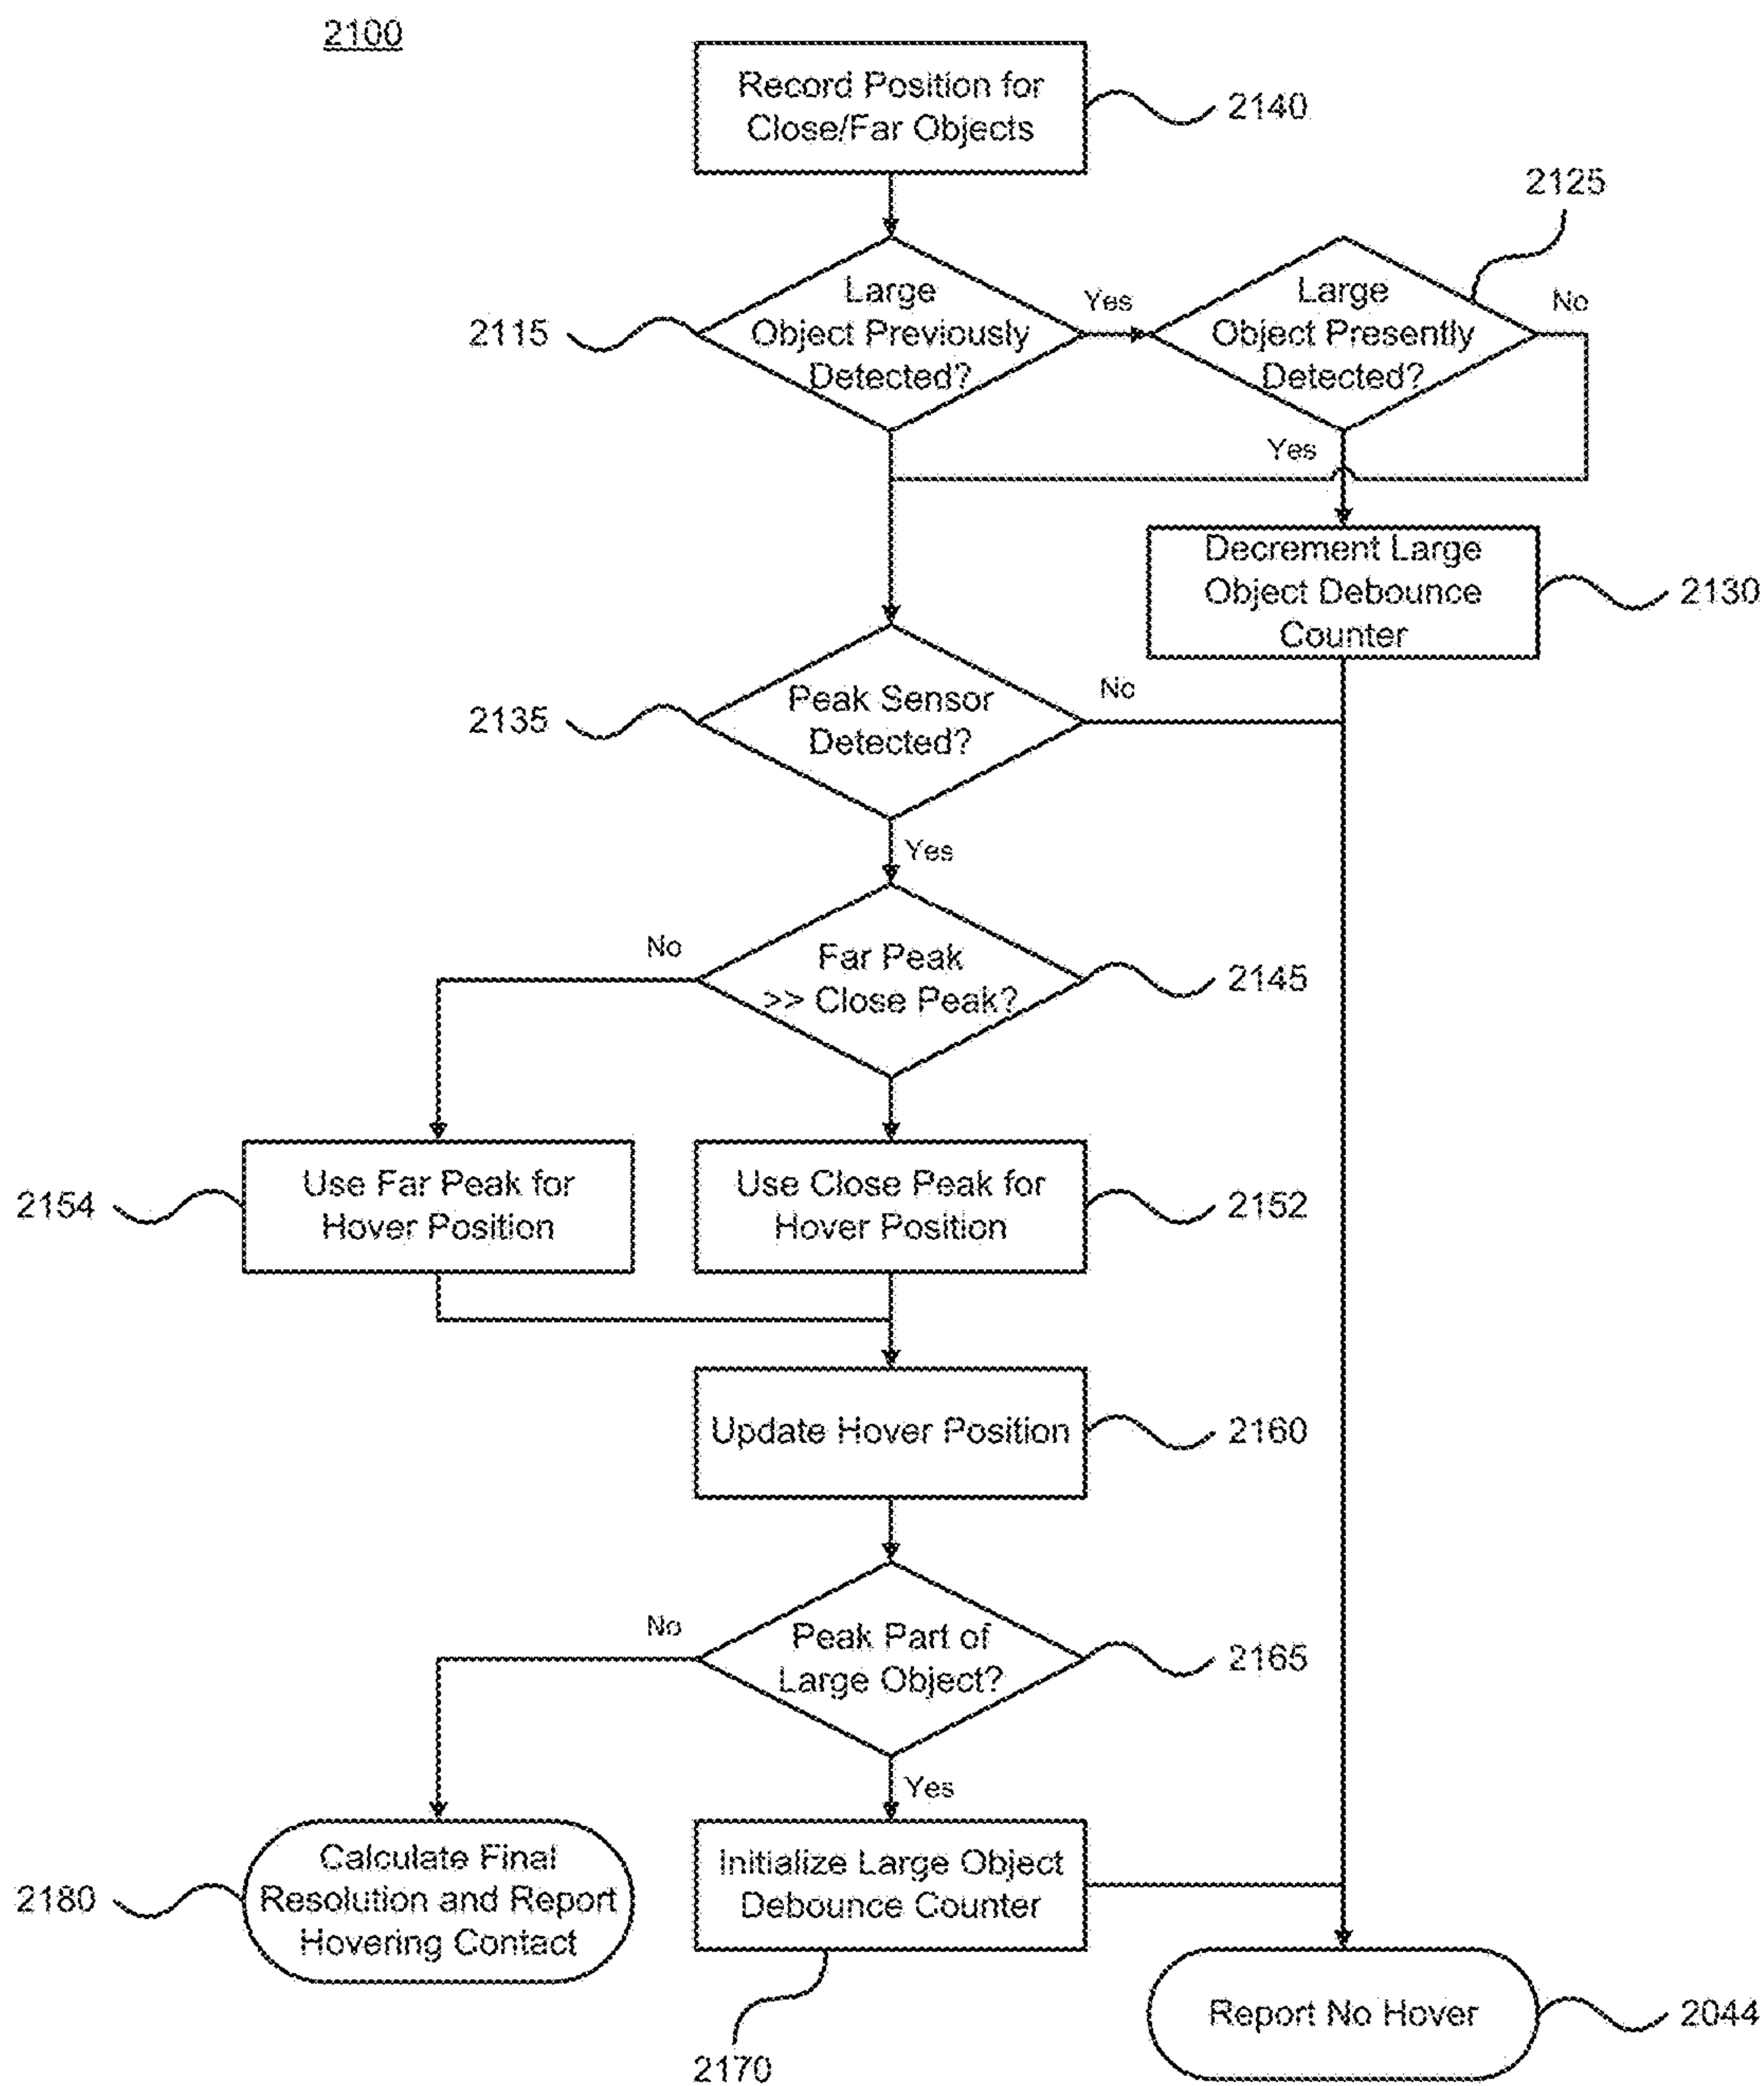 2100
Record Position for
Close/Far Objects
2140
2125
Large
Object Previously
Detected?
2115
Yes
Large
Object Presently
Detected?
No
Yes
Decrement Large
Object Debounce
Counter
2130
Peak Sensor
Detected?
2135
No
Yes
Far Peak
>> Close Peak?
No
2145
Use Far Peak for
Hover Position
2154
Use Close Peak for
Hover Position
2152
Update Hover Position
2160
Peak Part of
Large Object?
No
2165
Yes
Calculate Final
Resolution and Report
Hovering Contact
2180
Initialize Large Object
Debounce Counter
2170
Report No Hover
2044